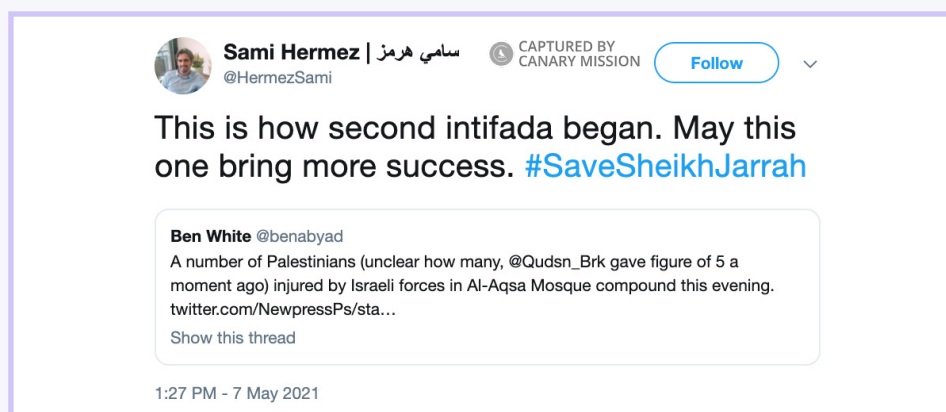 Sami Hermez | سامي هرمز
@HermezSami
CAPTURED BY
CANARY MISSION
Follow
This is how second intifada began. May this
one bring more success. #SaveSheikhJarrah
Ben White @benabyad
A number of Palestinians (unclear how many, @Qudsn_Brk gave figure of 5 a
moment ago) injured by Israeli forces in Al-Aqsa Mosque compound this evening.
twitter.com/NewpressPs/sta…
Show this thread
1:27 PM - 7 May 2021